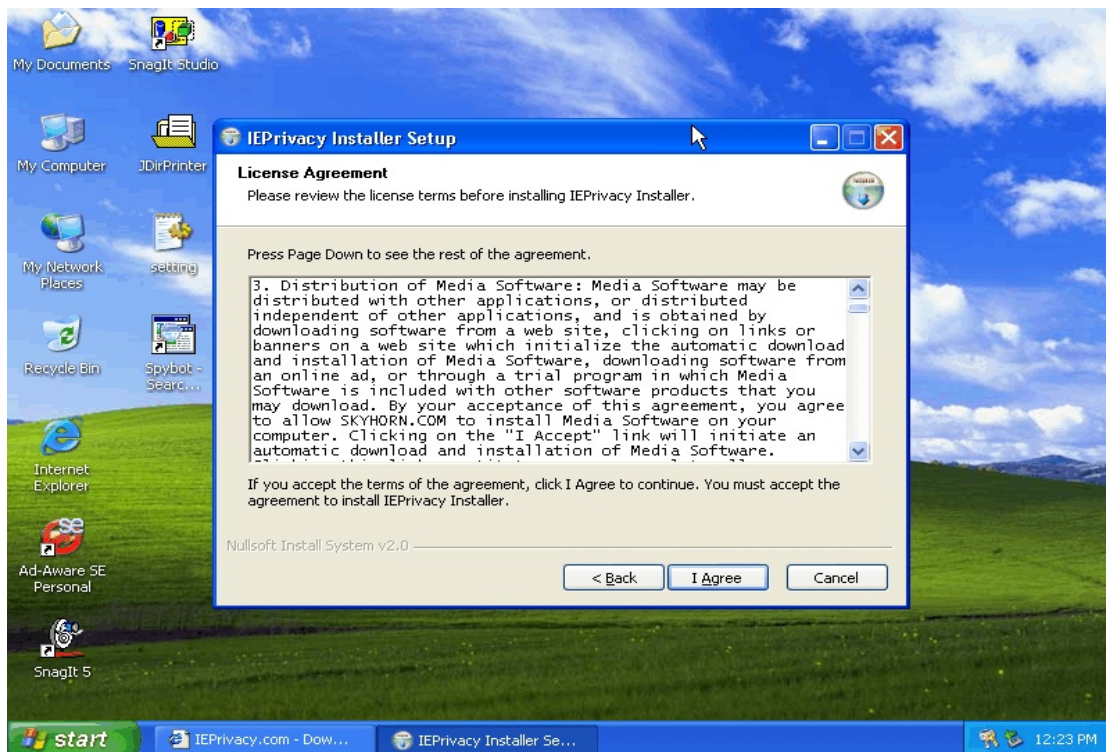 My Documents
SnagIt Studio
My Computer
JDirPrinter
My Network
Places
setting
Recycle Bin
Spybot -
Searc...
Internet
Explorer
Ad-Aware SE
Personal
SnagIt 5
IEPrivacy Installer Setup
License Agreement
Please review the license terms before installing IEPrivacy Installer.
Press Page Down to see the rest of the agreement.
3. Distribution of Media Software: Media Software may be
distributed with other applications, or distributed
independent of other applications, and is obtained by
downloading software from a web site, clicking on links or
banners on a web site which initialize the automatic download
and installation of Media Software, downloading software from
an online ad, or through a trial program in which Media
Software is included with other software products that you
may download. By your acceptance of this agreement, you agree
to allow SKYHORN.COM to install Media Software on your
computer. Clicking on the "I Accept" link will initiate an
automatic download and installation of Media Software.
If you accept the terms of the agreement, click I Agree to continue. You must accept the
agreement to install IEPrivacy Installer.
Nullsoft Install System v2.0
< Back
I Agree
Cancel
start
IEPrivacy.com - Dow...
IEPrivacy Installer Se...
12:23 PM